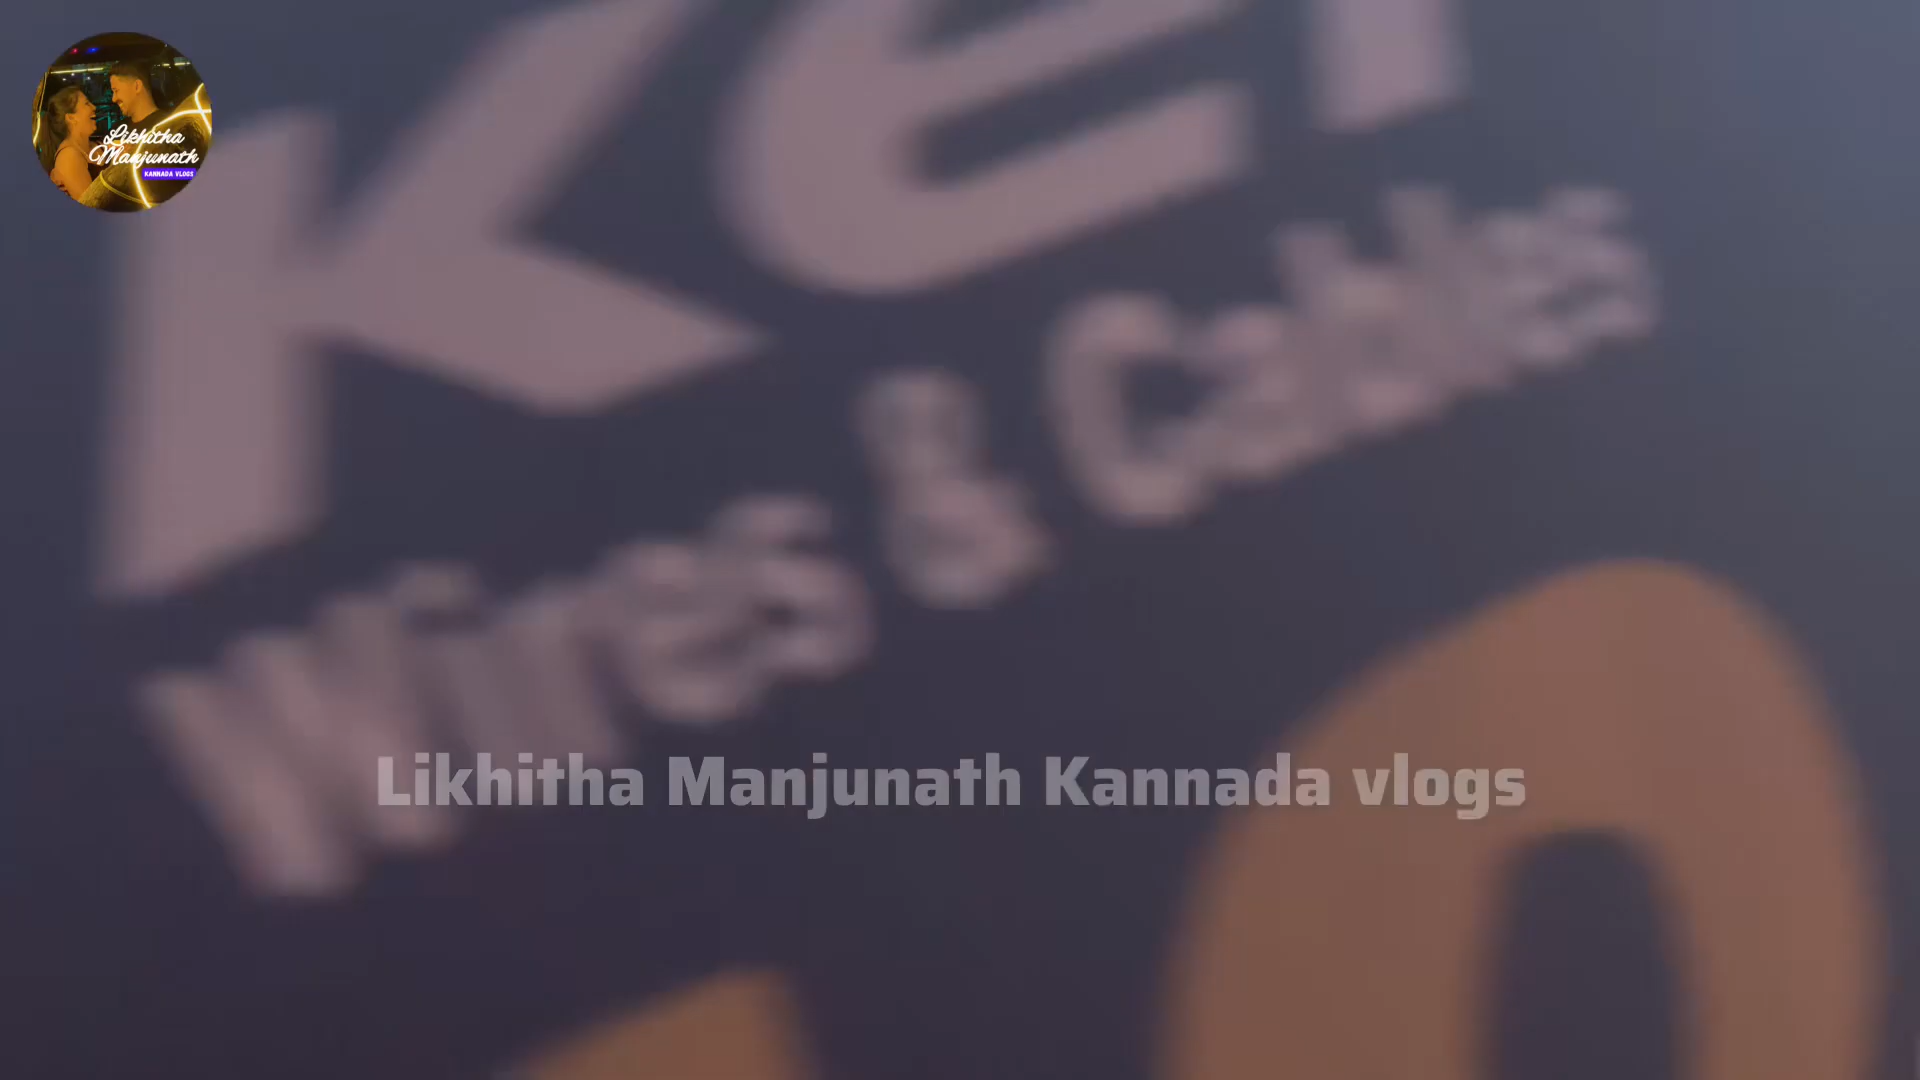 Likhitha
Manjunath
KANNADA VLOGS
KEI
Wires & Cables
Likhitha Manjunath Kannada vlogs